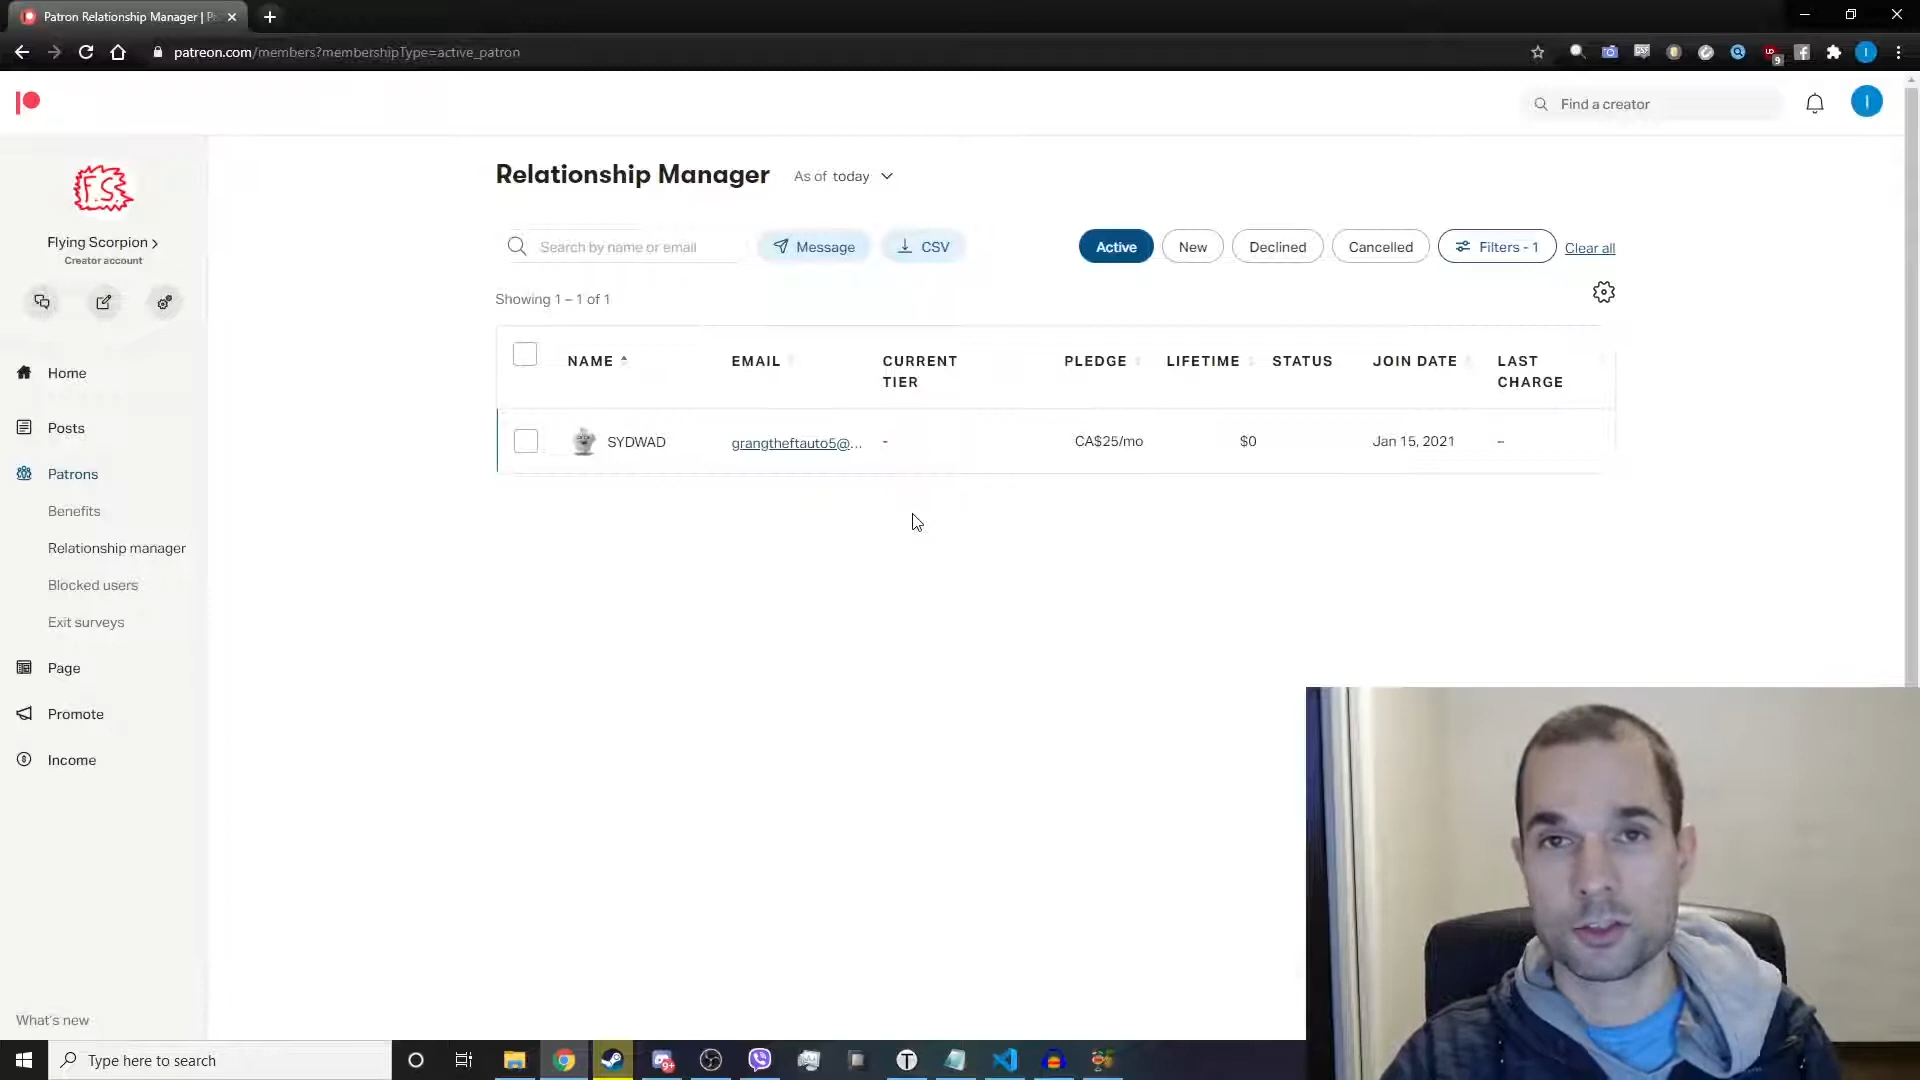 Patron Relationship Manager | P
patreon.com/members?membershipType=active_patron
9
I
Find a creator
I
F.S.
Flying Scorpion
Creator account
Home
Posts
Patrons
Benefits
Relationship manager
Blocked users
Exit surveys
Page
Promote
Income
What's new
Relationship Manager As of today
Search by name or email Message CSV Active New Declined Cancelled Filters - 1 Clear all
Showing 1 – 1 of 1
NAME EMAIL CURRENT TIER PLEDGE LIFETIME STATUS JOIN DATE LAST CHARGE
SYDWAD grangtheftauto5@... - CA$25/mo $0 Jan 15, 2021 –
Type here to search
9+